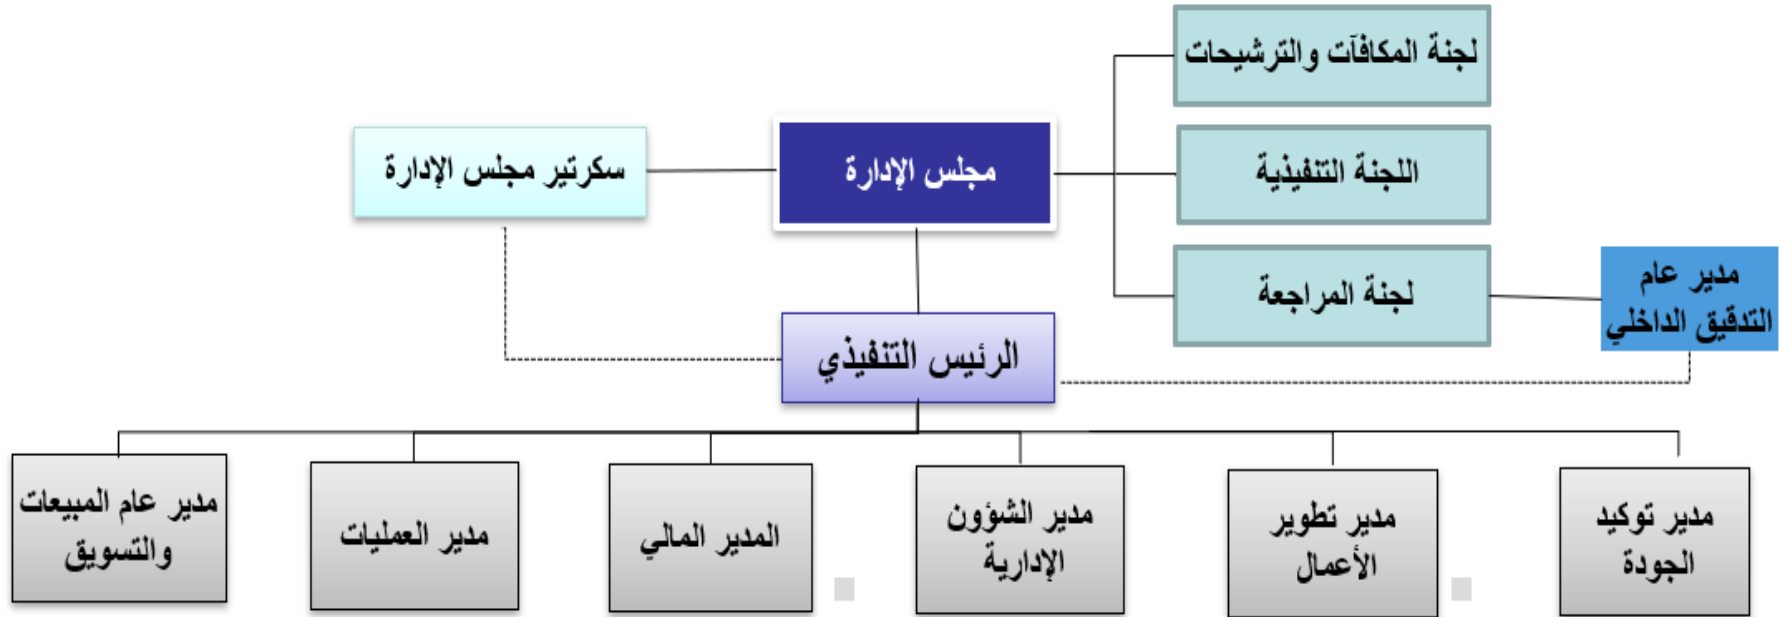 لجنة المكافآت والترشيحات
مجلس الإدارة
سكرتير مجلس الإدارة
اللجنة التنفيذية
لجنة المراجعة
مدير عام
التدقيق الداخلي
الرئيس التنفيذي
مدير توكيد
الجودة
مدير تطوير
الأعمال
مدير الشؤون
الإدارية
المدير المالي
مدير العمليات
مدير عام المبيعات
والتسويق